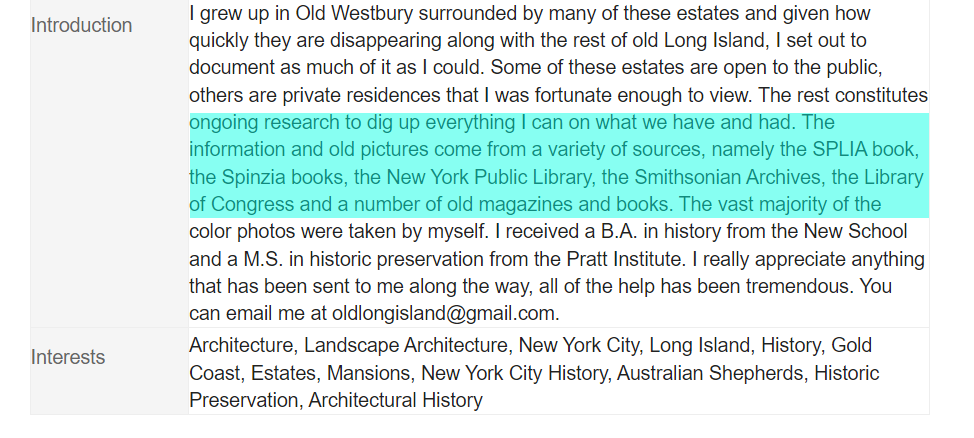 Introduction
I grew up in Old Westbury surrounded by many of these estates and given how
quickly they are disappearing along with the rest of old Long Island, I set out to
document as much of it as I could. Some of these estates are open to the public,
others are private residences that I was fortunate enough to view. The rest constitutes
ongoing research to dig up everything I can on what we have and had. The
information and old pictures come from a variety of sources, namely the SPLIA book,
the Spinzia books, the New York Public Library, the Smithsonian Archives, the Library
of Congress and a number of old magazines and books. The vast majority of the
color photos were taken by myself. I received a B.A. in history from the New School
and a M.S. in historic preservation from the Pratt Institute. I really appreciate anything
that has been sent to me along the way, all of the help has been tremendous. You
can email me at oldlongisland@gmail.com.
Interests
Architecture, Landscape Architecture, New York City, Long Island, History, Gold
Coast, Estates, Mansions, New York City History, Australian Shepherds, Historic
Preservation, Architectural History